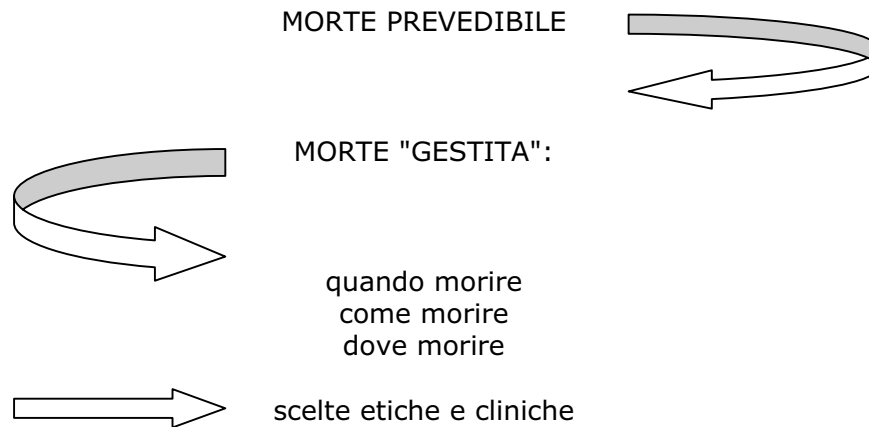 MORTE PREVEDIBILE
MORTE "GESTITA":
quando morire
come morire
dove morire
scelte etiche e cliniche